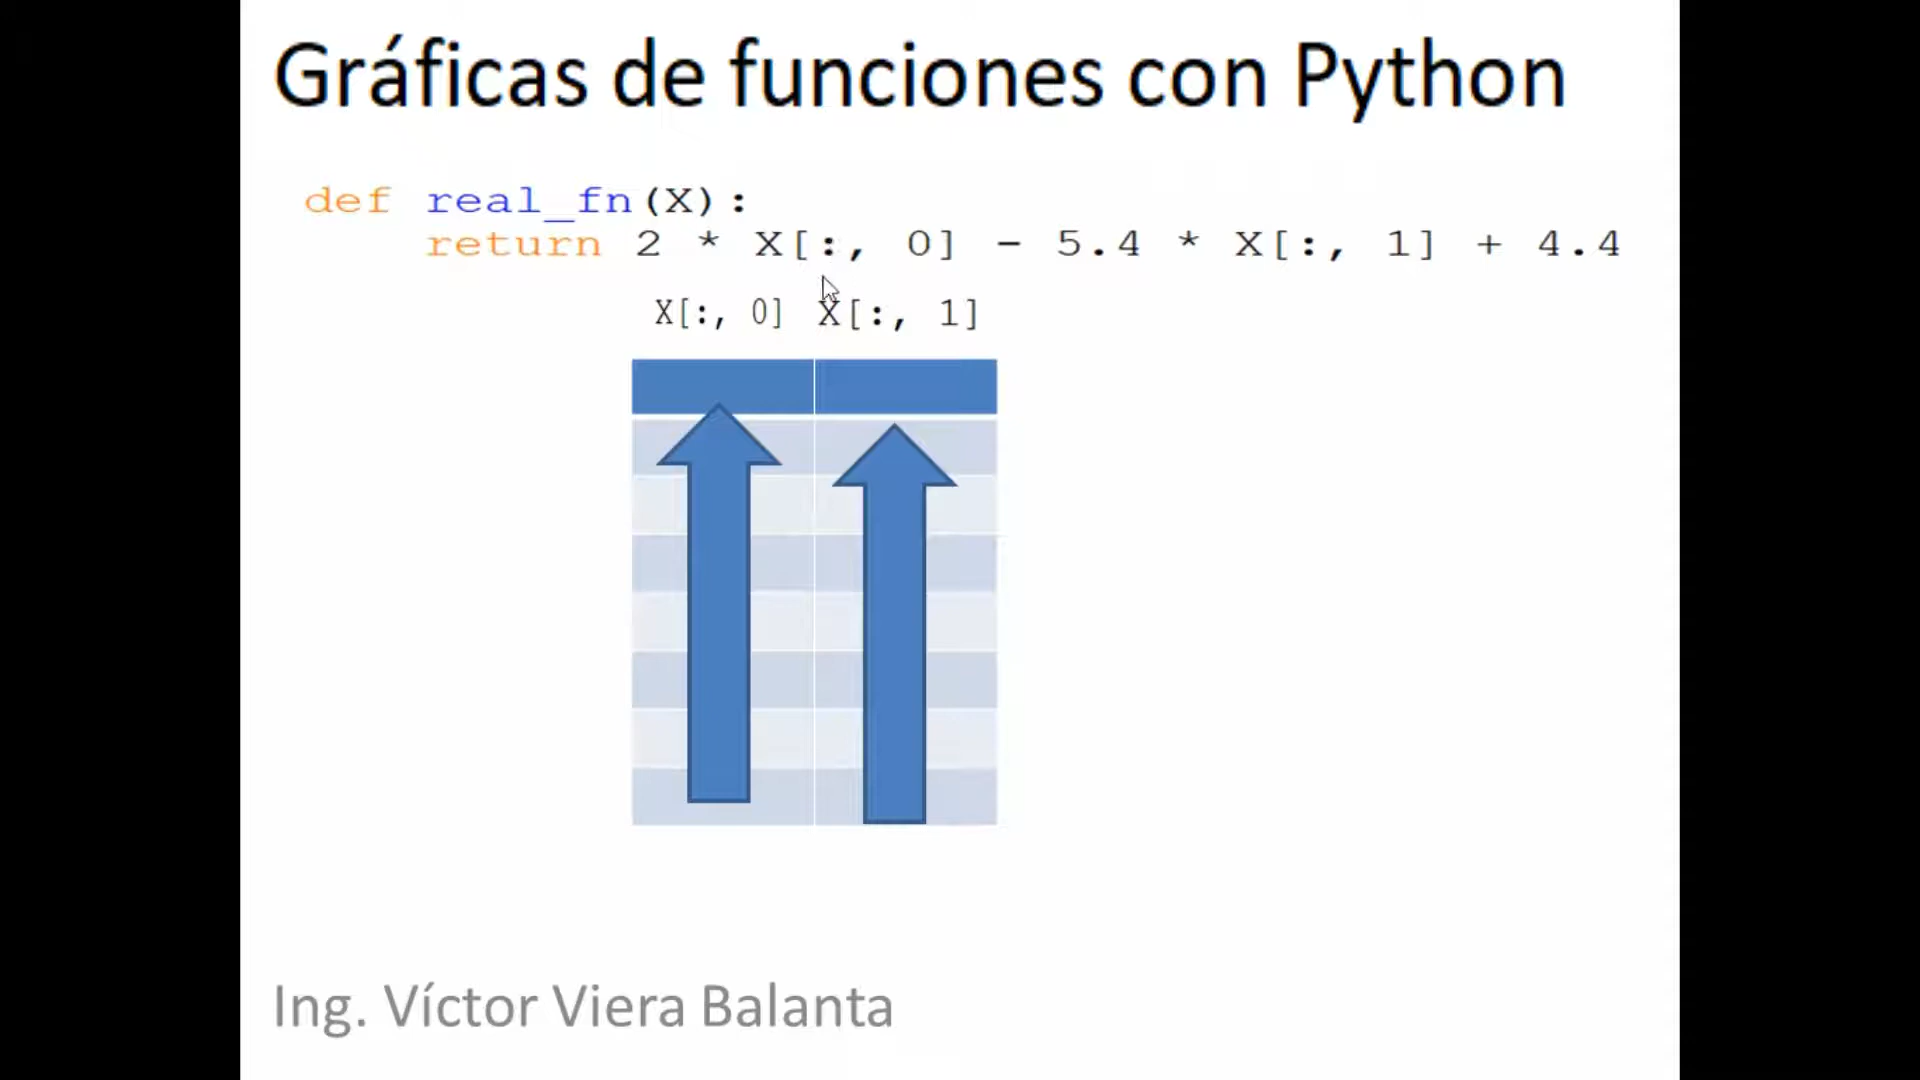 Gráficas de funciones con Python
def real_fn(X):
return 2 * X[:, 0] - 5.4 * X[:, 1] + 4.4
X[:, 0] X[:, 1]
Ing. Víctor Viera Balanta